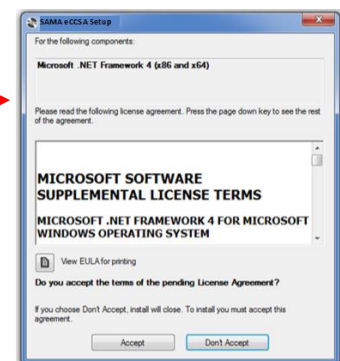 SAMA eCCSA Setup
For the following components:
Microsoft .NET Framework 4 (x86 and x64)
Please read the following license agreement. Press the page down key to see the rest
of the agreement.
MICROSOFT SOFTWARE
SUPPLEMENTAL LICENSE TERMS
MICROSOFT .NET FRAMEWORK 4 FOR MICROSOFT
WINDOWS OPERATING SYSTEM
View EULA for printing
Do you accept the terms of the pending License Agreement?
If you choose Don't Accept, install will close. To install you must accept this
agreement.
Accept
Don't Accept